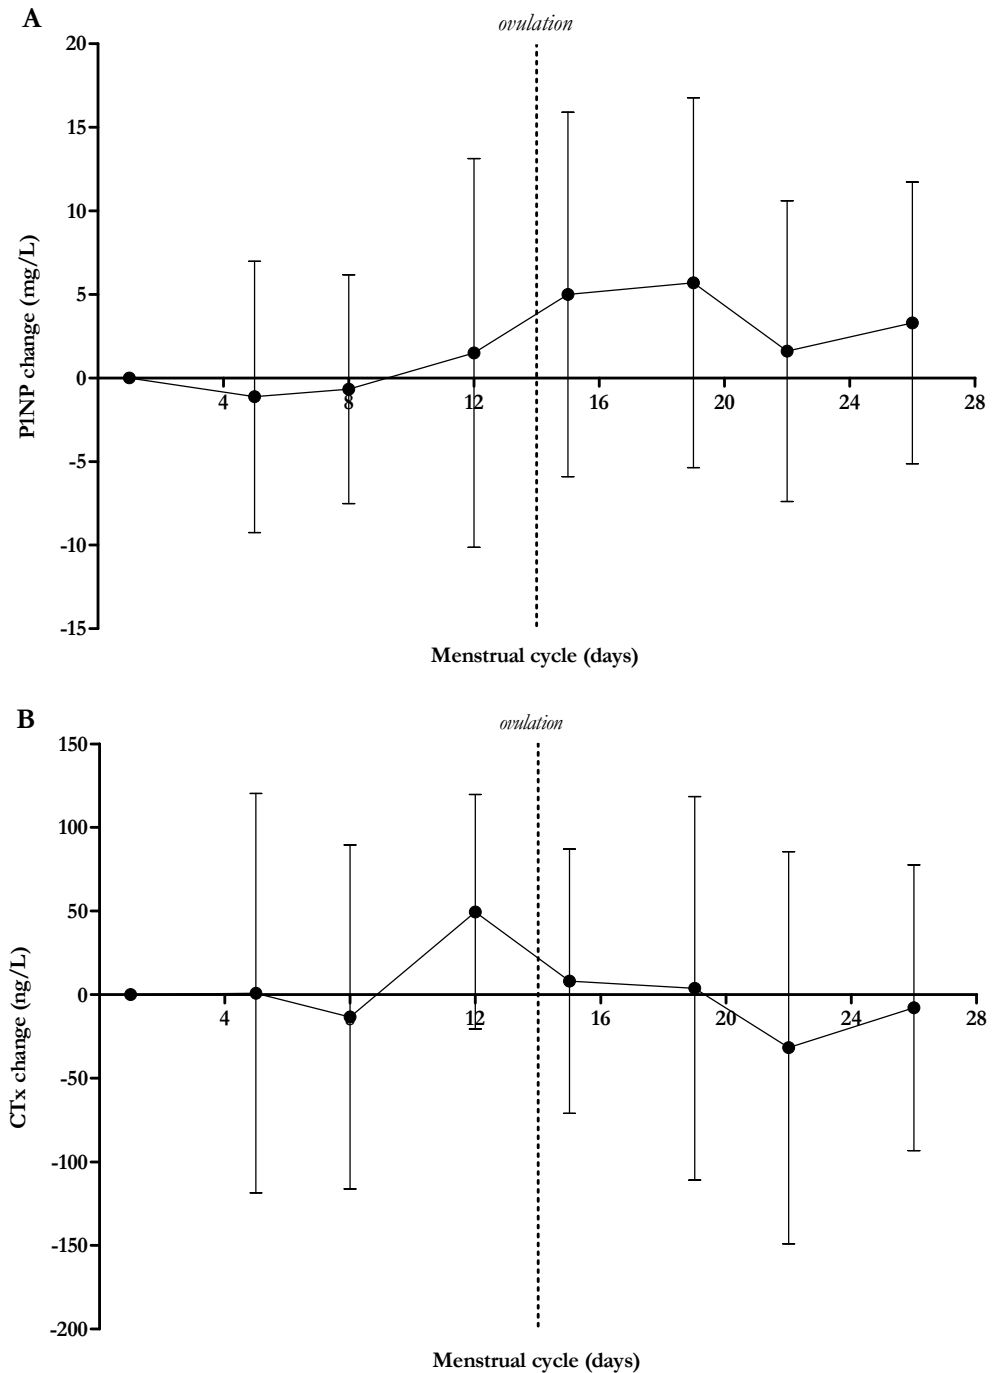 A
ovulation
20
15
10
5
0
-5
-10
-15
P1NP change (mg/L)
4 8 12 16 20 24 28
Menstrual cycle (days)
B
ovulation
150
100
50
0
-50
-100
-150
-200
CTx change (ng/L)
4 12 16 20 24 28
Menstrual cycle (days)